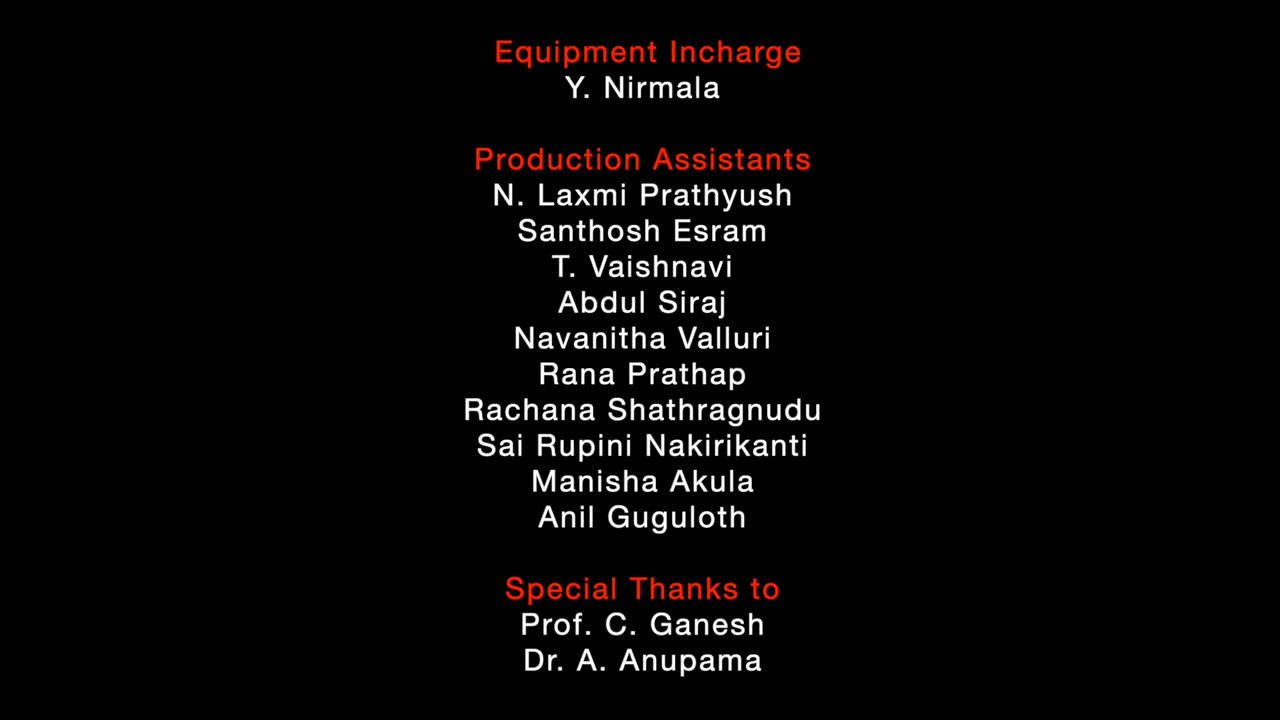 Equipment Incharge
Y. Nirmala
Production Assistants
N. Laxmi Prathyush
Santhosh Esram
T. Vaishnavi
Abdul Siraj
Navanitha Valluri
Rana Prathap
Rachana Shathragnudu
Sai Rupini Nakirikanti
Manisha Akula
Anil Guguloth
Special Thanks to
Prof. C. Ganesh
Dr. A. Anupama